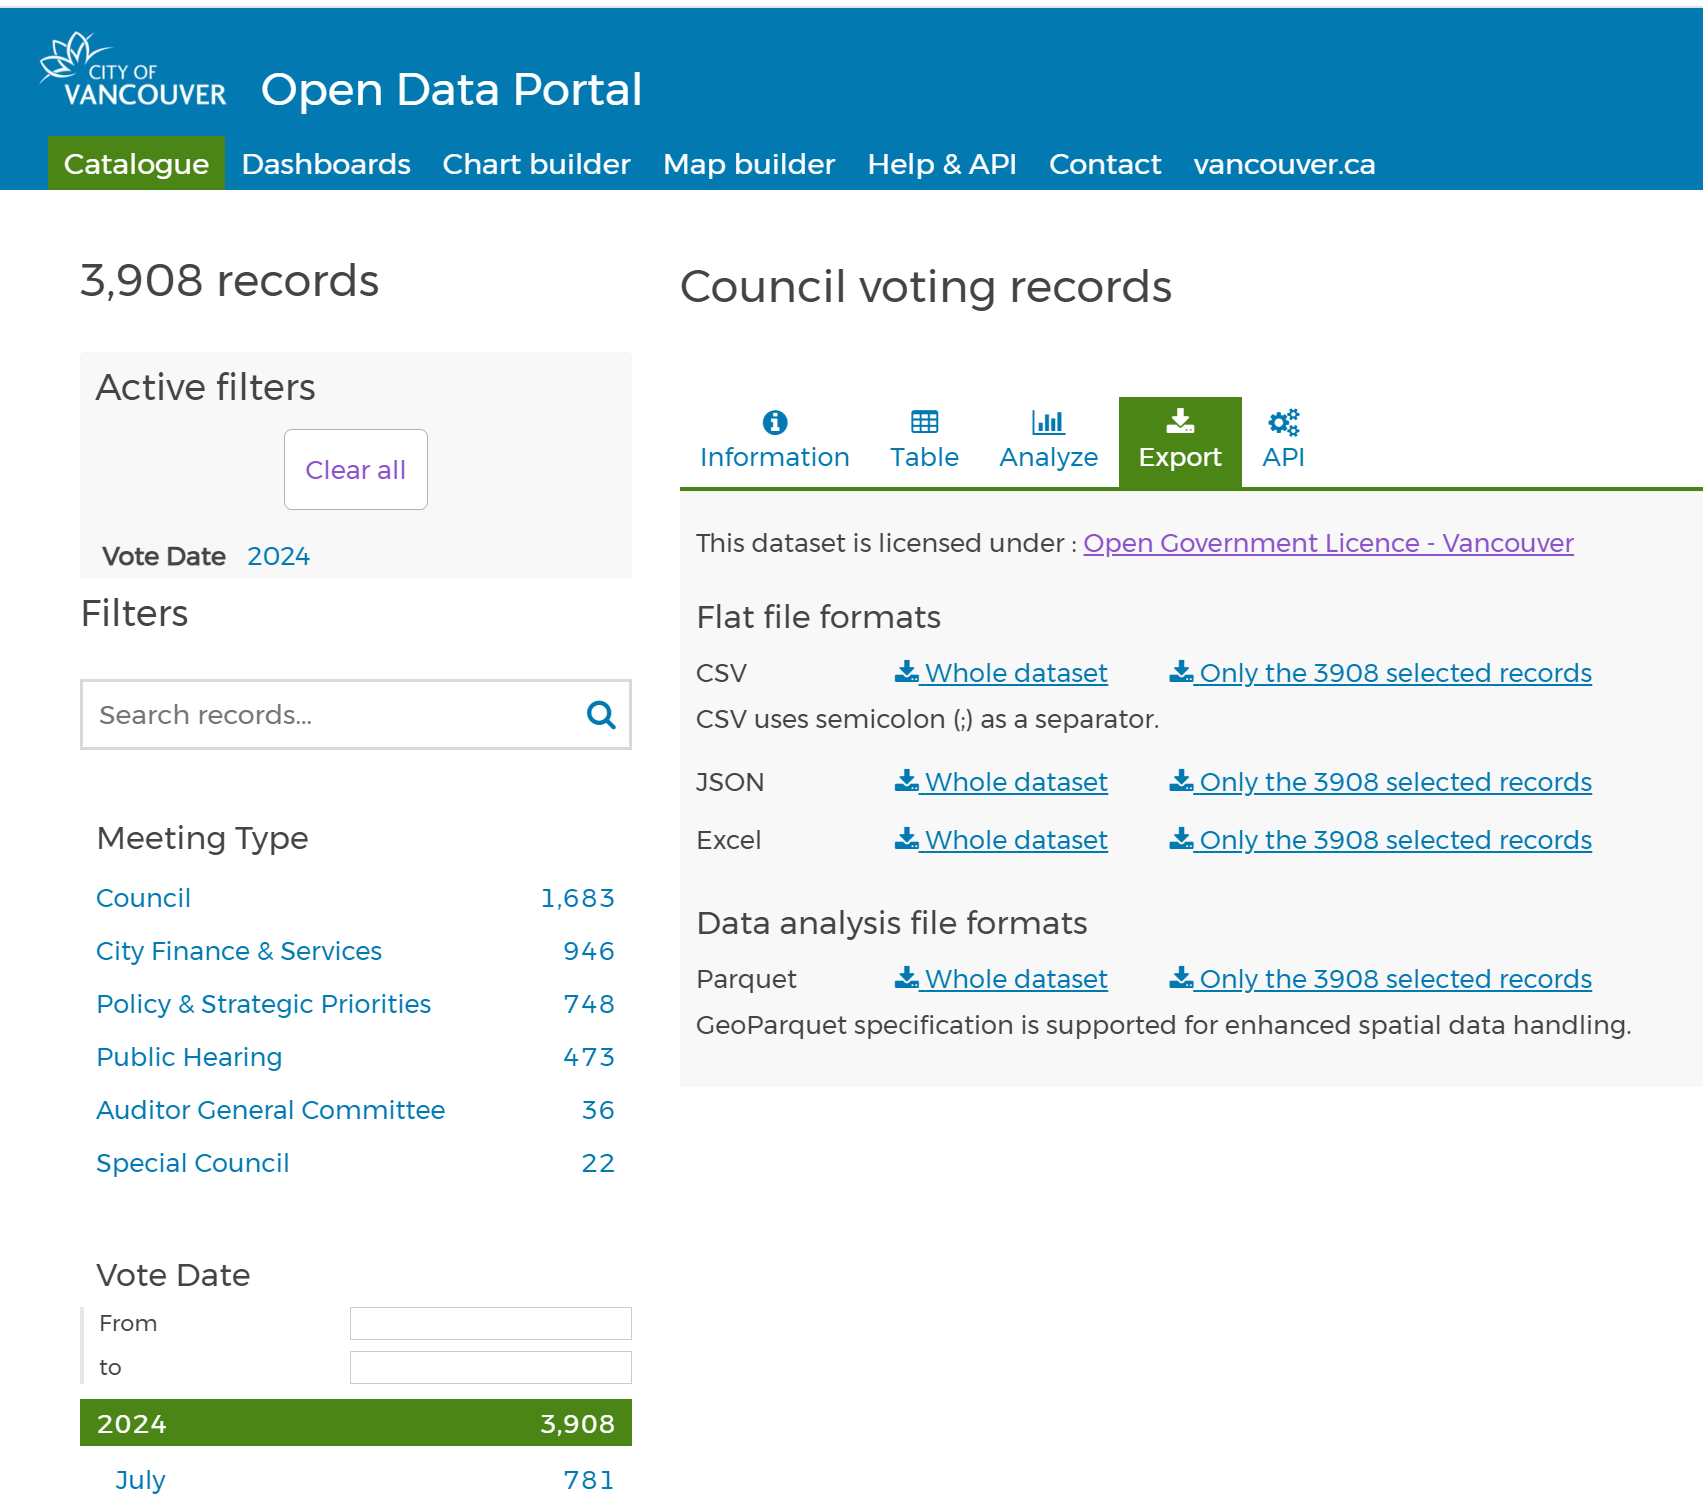 CITY OF
VANCOUVER
Open Data Portal
Catalogue Dashboards Chart builder Map builder Help & API Contact vancouver.ca
3,908 records
Active filters
Clear all
Vote Date 2024
Filters
Search records...
Meeting Type
Council 1,683
City Finance & Services 946
Policy & Strategic Priorities 748
Public Hearing 473
Auditor General Committee 36
Special Council 22
Vote Date
From
to
2024 3,908
July 781
Council voting records
Information Table Analyze Export API
This dataset is licensed under : Open Government Licence - Vancouver
Flat file formats
CSV Whole dataset Only the 3908 selected records
CSV uses semicolon (;) as a separator.
JSON Whole dataset Only the 3908 selected records
Excel Whole dataset Only the 3908 selected records
Data analysis file formats
Parquet Whole dataset Only the 3908 selected records
GeoParquet specification is supported for enhanced spatial data handling.